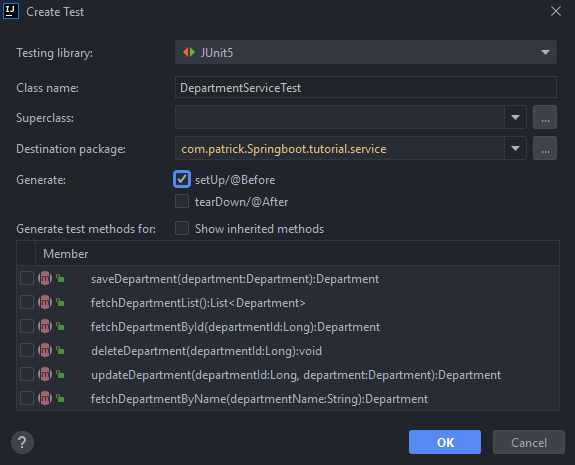 IJ Create Test
Testing library: JUnit5
Class name: DepartmentServiceTest
Superclass: ...
Destination package: com.patrick.Springboot.tutorial.service ...
Generate: setUp/@Before
tearDown/@After
Generate test methods for: Show inherited methods
Member
m saveDepartment(department:Department):Department
m fetchDepartmentList():List<Department>
m fetchDepartmentById(departmentId:Long):Department
m deleteDepartment(departmentId:Long):void
m updateDepartment(departmentId:Long, department:Department):Department
m fetchDepartmentByName(departmentName:String):Department
? OK Cancel